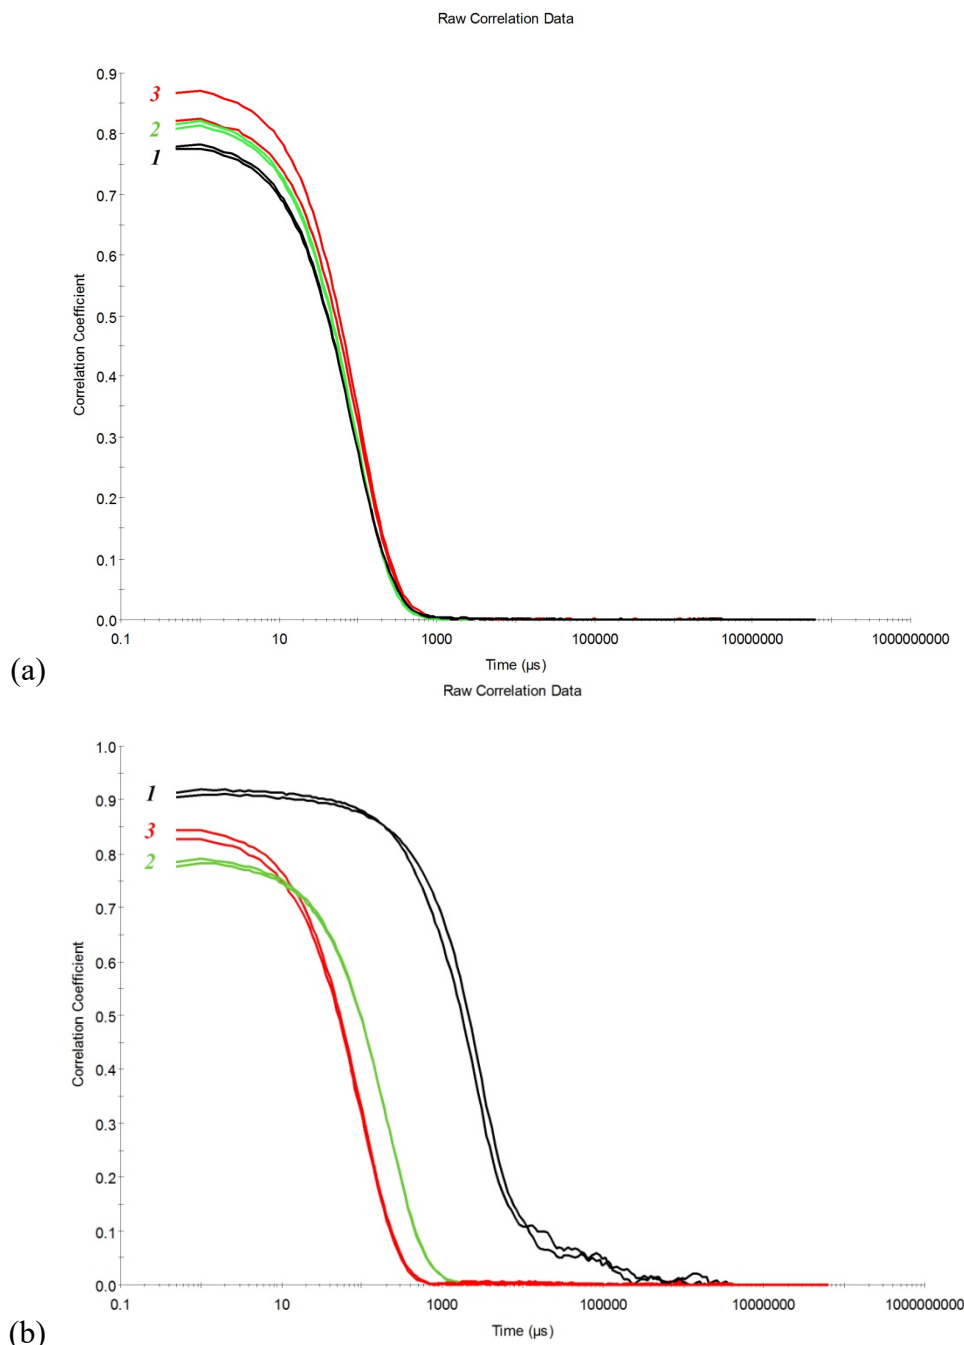 Raw Correlation Data
0.9
3
0.8
2
1
0.7
0.6
0.5
0.4
0.3
0.2
0.1
0.0
Correlation Coefficient
0.1 10 1000 100000 10000000 1000000000
Time (µs)
(a)
Raw Correlation Data
1.0
1
0.9
3
0.8
2
0.7
0.6
0.5
0.4
0.3
0.2
0.1
0.0
Correlation Coefficient
0.1 10 1000 100000 10000000 1000000000
Time (µs)
(b)